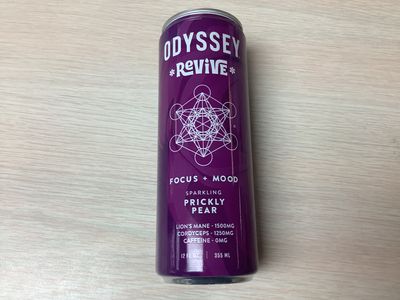 ODYSSEY
*ReViVE*
FOCUS + MOOD
SPARKLING
PRICKLY
PEAR
LION'S MANE - 1500MG
CORDYCEPS - 1250MG
CAFFEINE - 0MG
12 FL OZ. | 355 ML